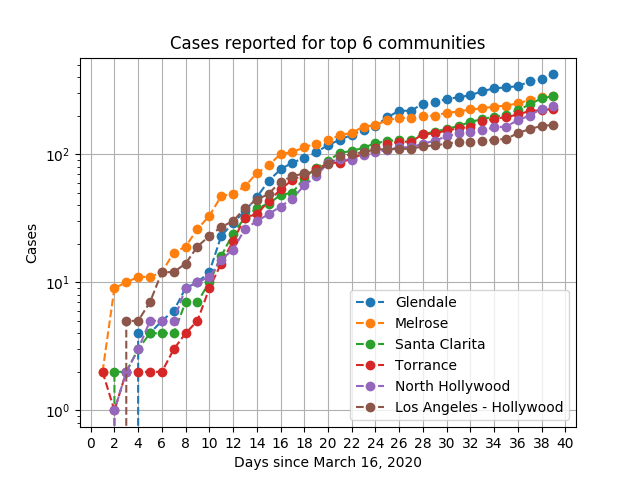 Cases reported for top 6 communities
Cases
10²
10¹
10⁰
Glendale
Melrose
Santa Clarita
Torrance
North Hollywood
Los Angeles - Hollywood
0 2 4 6 8 10 12 14 16 18 20 22 24 26 28 30 32 34 36 38 40
Days since March 16, 2020